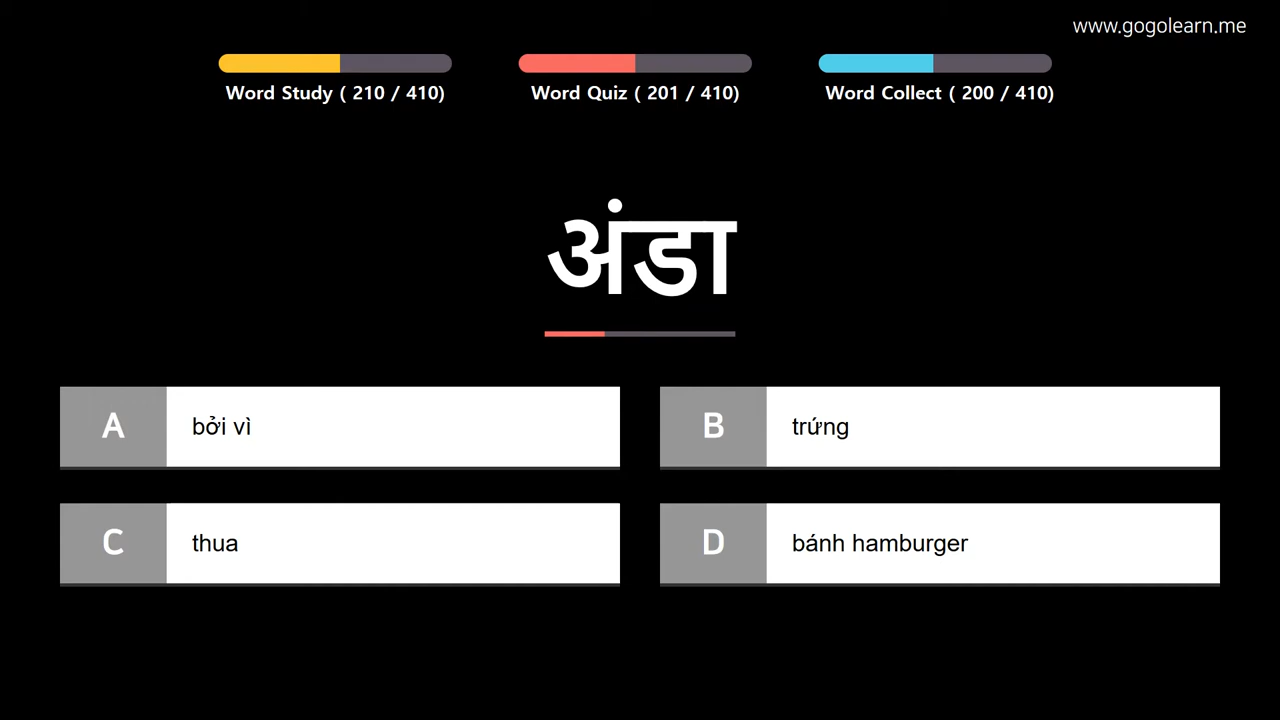 www.gogolearn.me
Word Study ( 210 / 410)
Word Quiz ( 201 / 410)
Word Collect ( 200 / 410)
अंडा
A bởi vì
B trứng
C thua
D bánh hamburger